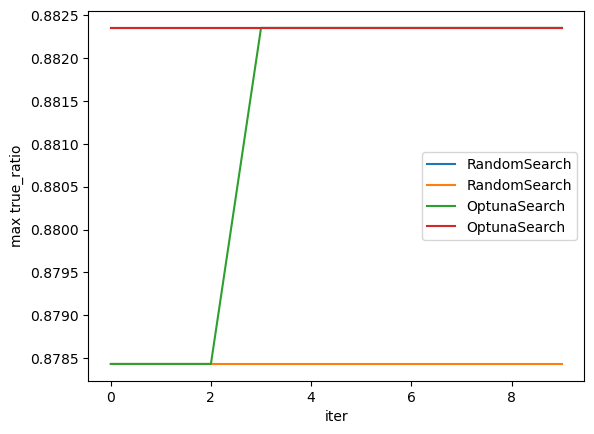 0.8825
0.8820
0.8815
0.8810
0.8805
0.8800
0.8795
0.8790
0.8785
max true_ratio
RandomSearch
RandomSearch
OptunaSearch
OptunaSearch
0 2 4 6 8
iter